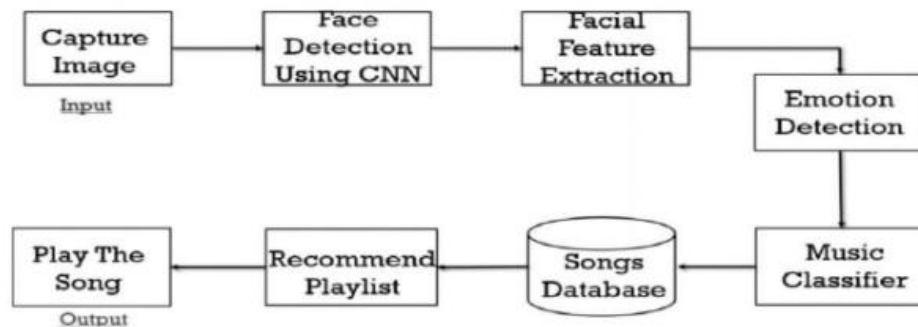 Capture
Image
Input
Face
Detection
Using CNN
Facial
Feature
Extraction
Emotion
Detection
Music
Classifier
Songs
Database
Recommend
Playlist
Play The
Song
Output